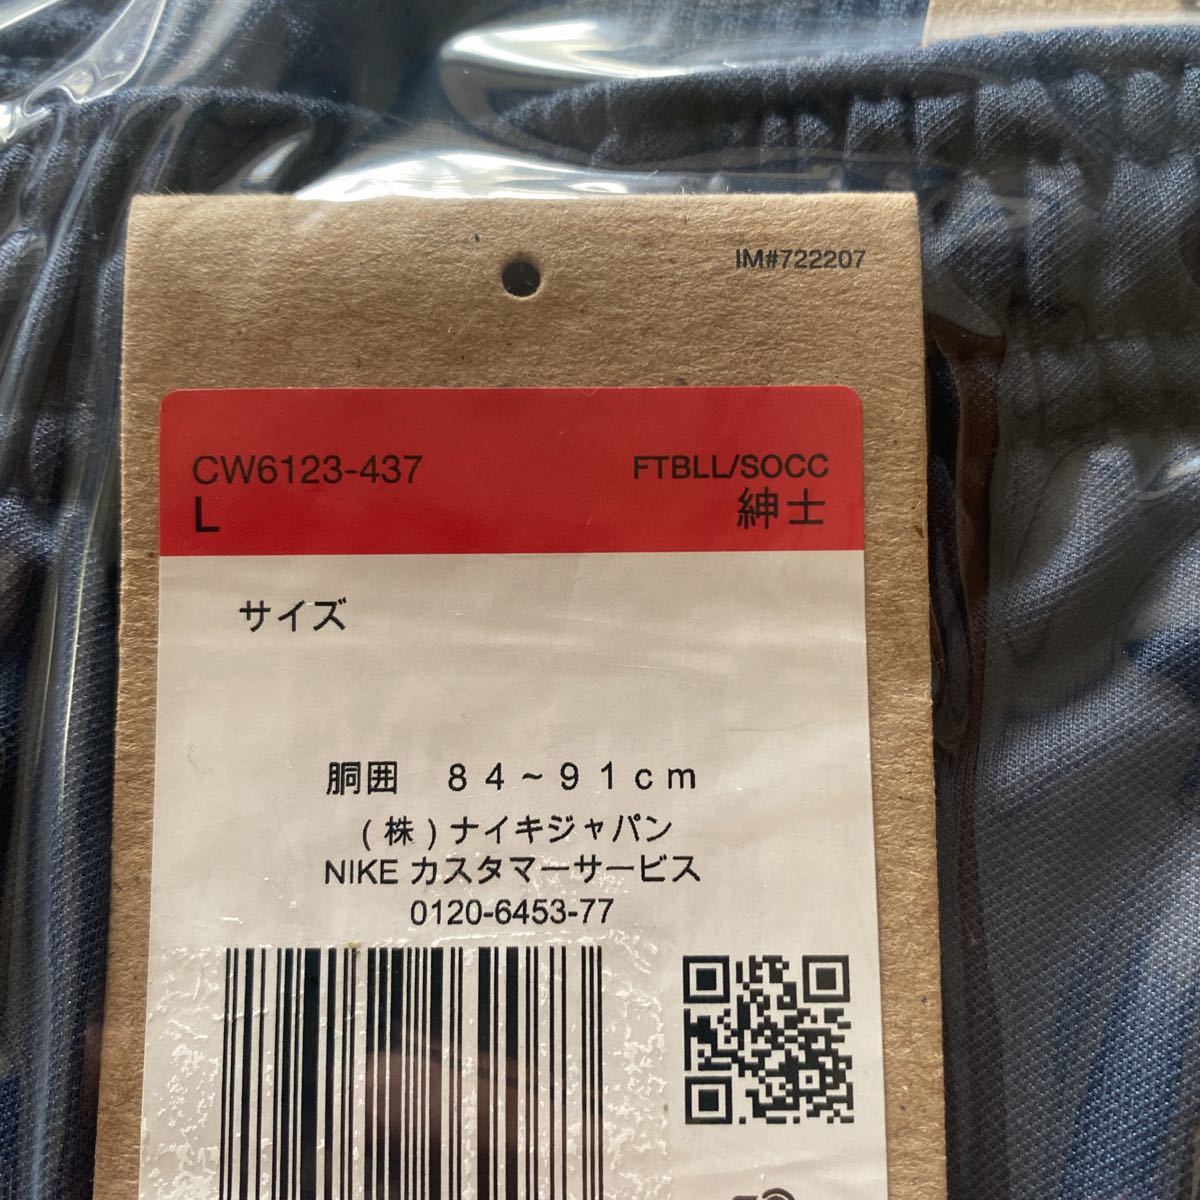 IM#722207
CW6123-437 FTBLL/SOCC
L 紳士
サイズ
胴囲　８４～９１ｃｍ
(株)ナイキジャパン
NIKE カスタマーサービス
0120-6453-77